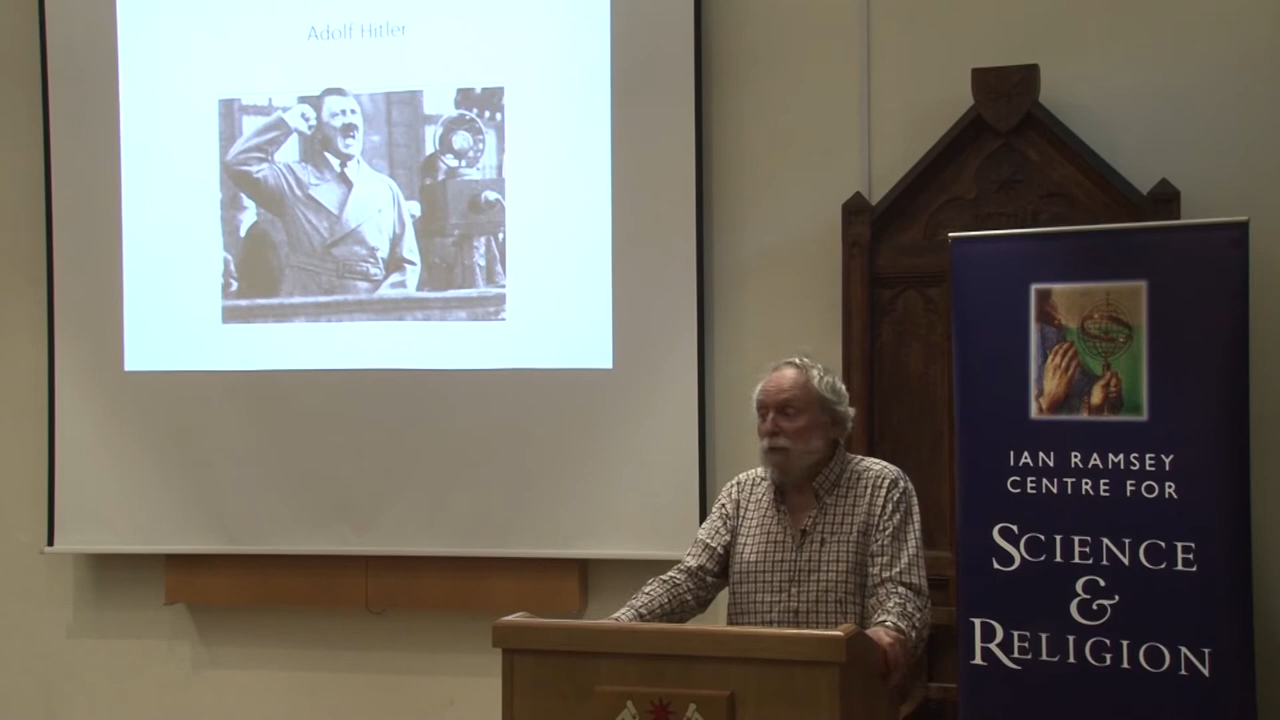 Adolf Hitler
IAN RAMSEY
CENTRE FOR
SCIENCE
&
RELIGION